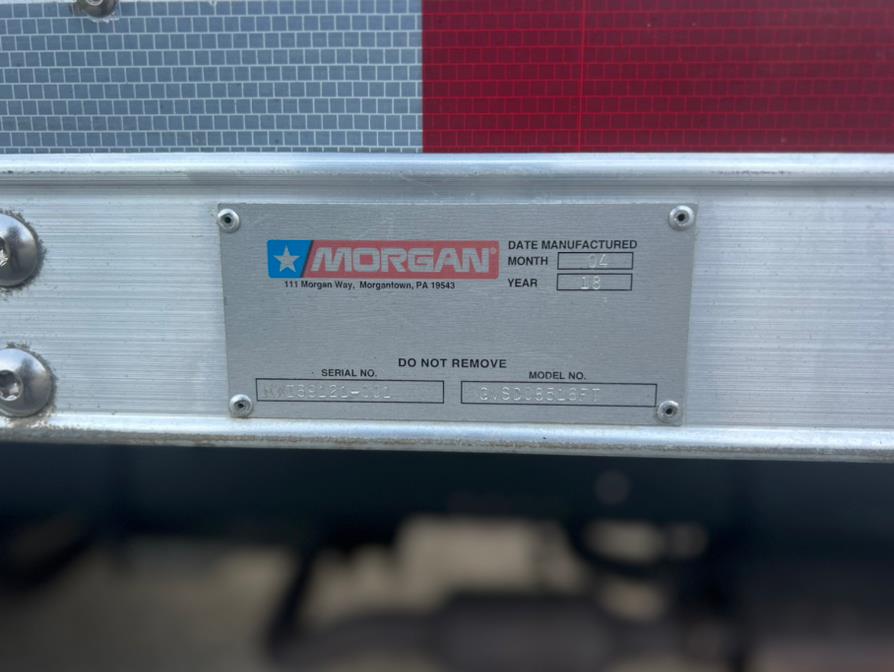 MORGAN®
111 Morgan Way, Morgantown, PA 19543
DATE MANUFACTURED
MONTH 04
YEAR 18
DO NOT REMOVE
SERIAL NO.
MODEL NO.